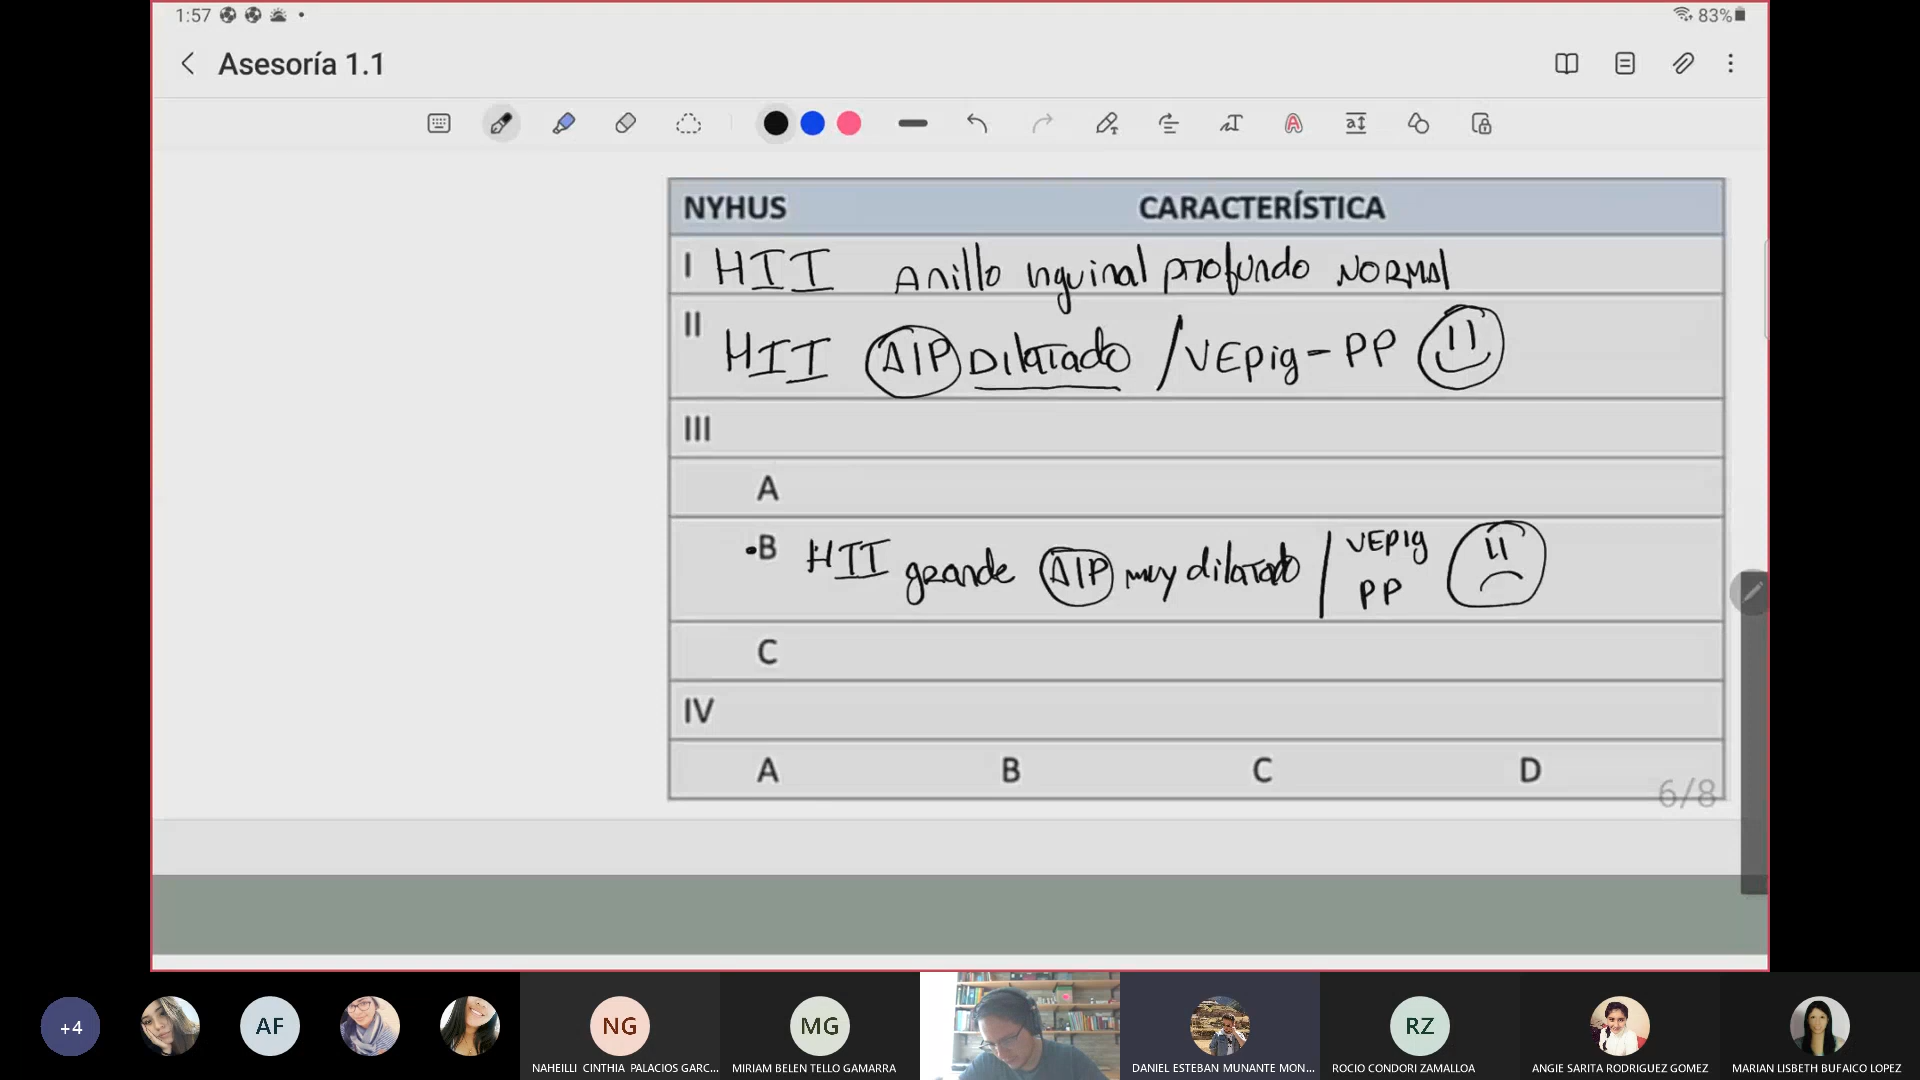 1:57
83%
Asesoría 1.1
NYHUS CARACTERÍSTICA
I HII Anillo inguinal profundo NORMAL
II HII AIP Dilatado / VEpig - PP
III
A
B HII grande AIP muy dilatado / VEPig PP
C
IV
A B C D
6/8
+4
AF
NG
MG
RZ
NAHEILLI CINTHIA PALACIOS GARC...
MIRIAM BELEN TELLO GAMARRA
DANIEL ESTEBAN MUNANTE MON...
ROCIO CONDORI ZAMALLOA
ANGIE SARITA RODRIGUEZ GOMEZ
MARIAN LISBETH BUFAICO LOPEZ